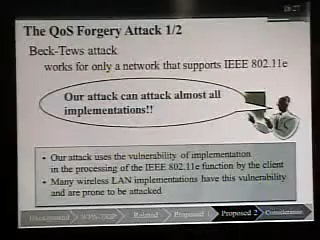 The QoS Forgery Attack 1/2
Beck-Tews attack
works for only a network that supports IEEE 802.11e
Our attack can attack almost all
implementations!!
• Our attack uses the vulnerability of implementation
in the processing of the IEEE 802.11e function by the client
• Many wireless LAN implementations have this vulnerability
and are prone to be attacked
Background
WPA-TKIP
Related
Proposed 1
Proposed 2